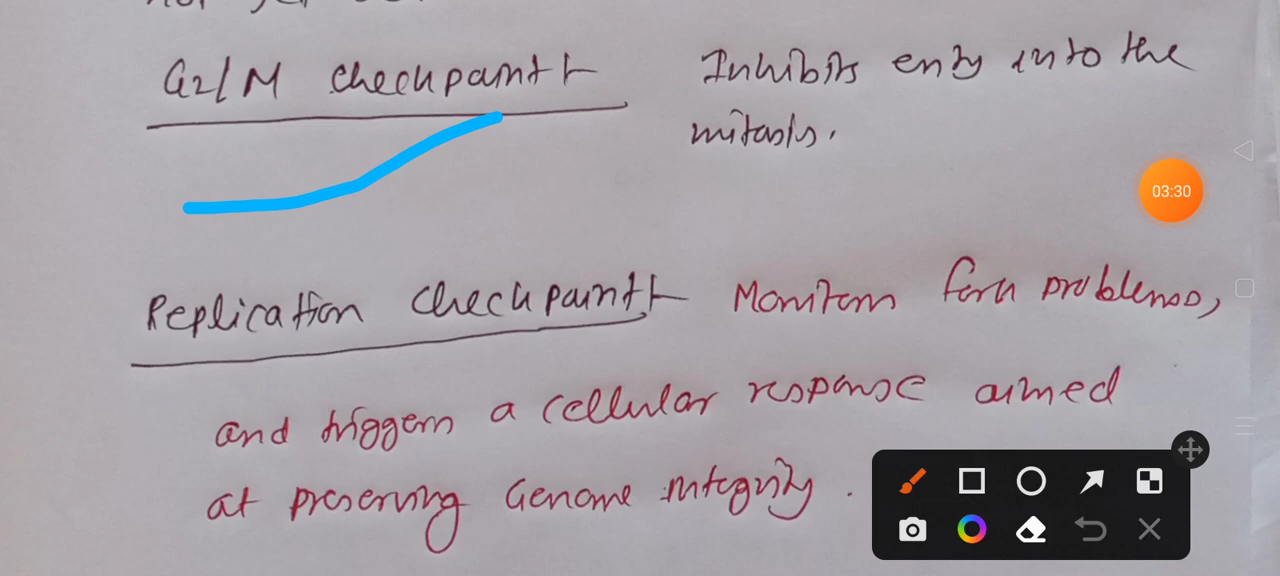 G2/M Checkpoint
Inhibits entry into the
mitosis.
03:30
Replication Checkpoint Monitors fork problems,
and triggers a cellular response aimed
at preserving Genome integrity.